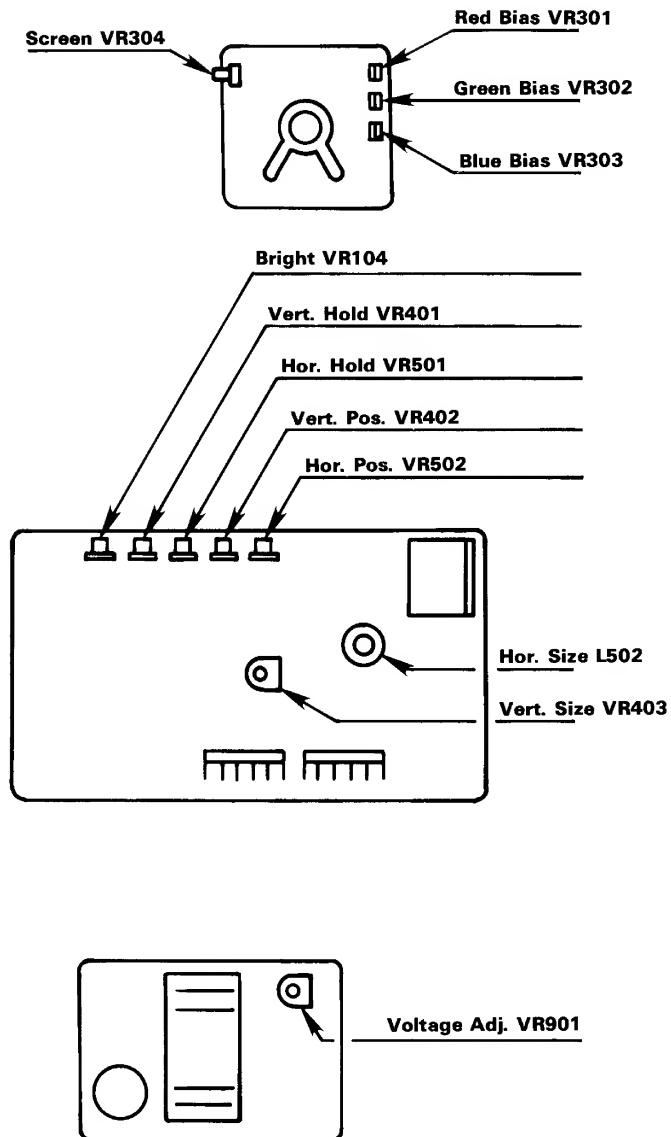 Red Bias VR301
Screen VR304
Green Bias VR302
Blue Bias VR303
Bright VR104
Vert. Hold VR401
Hor. Hold VR501
Vert. Pos. VR402
Hor. Pos. VR502
Hor. Size L502
Vert. Size VR403
Voltage Adj. VR901